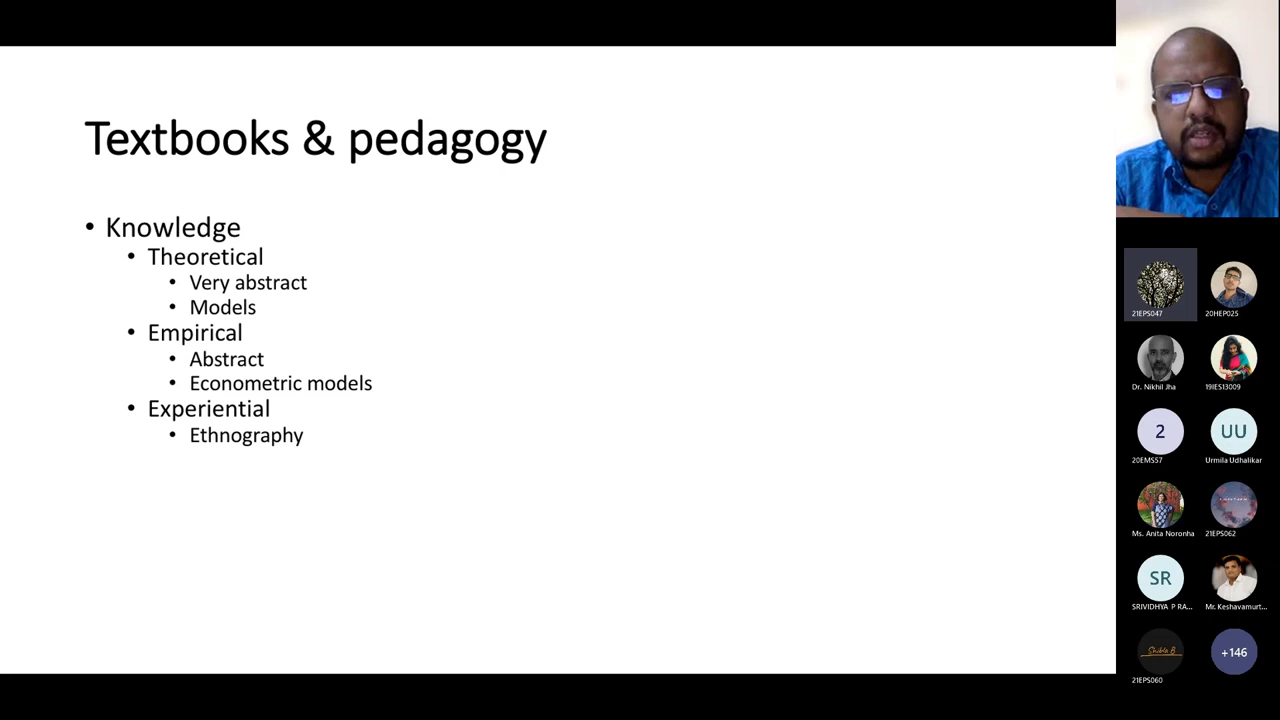 Textbooks & pedagogy
• Knowledge
• Theoretical
• Very abstract
• Models
• Empirical
• Abstract
• Econometric models
• Experiential
• Ethnography
21EPS047
20HEP025
Dr. Nikhil Jha
19IES13009
2
20EMS57
UU
Urmila Udhalikar
Ms. Anita Noronha
21EPS062
SR
SRIVIDHYA P RA...
Mr. Keshavamurt...
Shibla B
21EPS060
+146